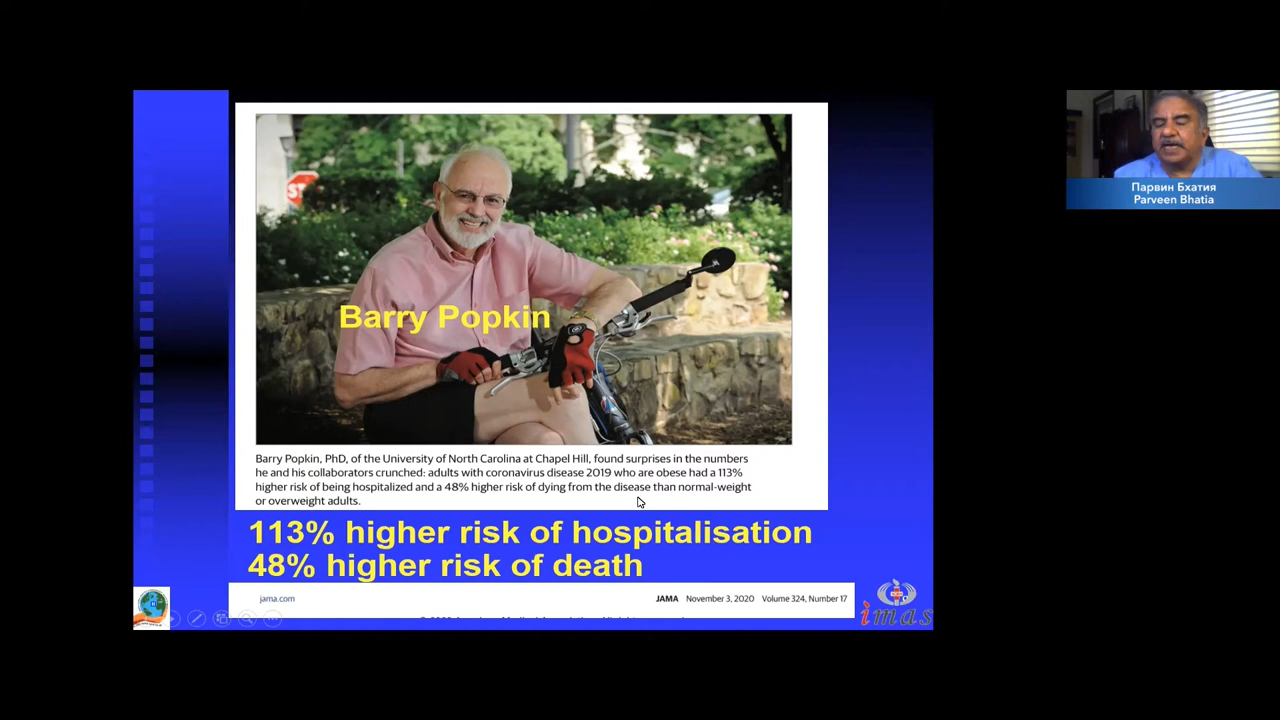 ST
Barry Popkin
Barry Popkin, PhD, of the University of North Carolina at Chapel Hill, found surprises in the numbers
he and his collaborators crunched: adults with coronavirus disease 2019 who are obese had a 113%
higher risk of being hospitalized and a 48% higher risk of dying from the disease than normal-weight
or overweight adults.
113% higher risk of hospitalisation
48% higher risk of death
jama.com
JAMA November 3, 2020 Volume 324, Number 17
imas
Парвин Бхатия
Parveen Bhatia